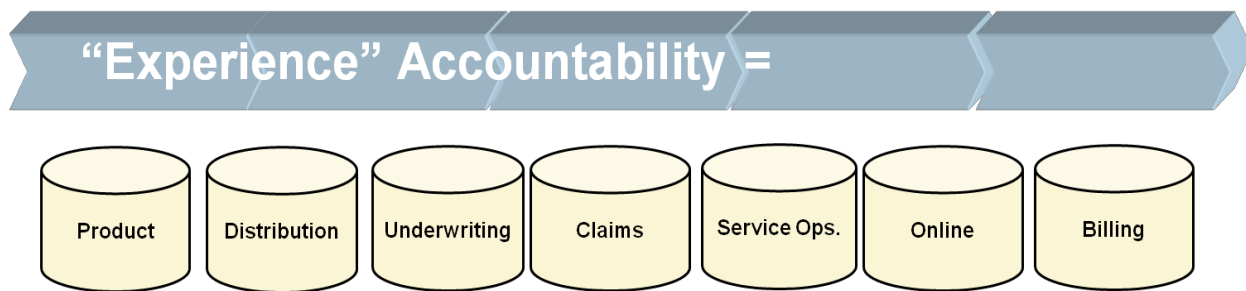 “Experience” Accountability =
Product
Distribution
Underwriting
Claims
Service Ops.
Online
Billing